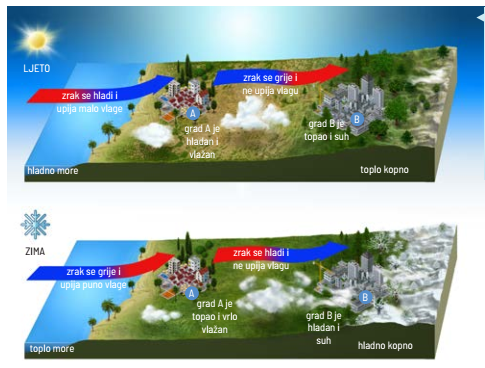 LJETO
zrak se hladi i
upija malo vlage
zrak se grije i
ne upija vlagu
A
grad A je
hladan i
vlažan
B
grad B je
topao i suh
hladno more
toplo kopno
ZIMA
zrak se grije i
upija puno vlage
zrak se hladi i
ne upija vlagu
A
grad A je
topao i vrlo
vlažan
B
grad B je
hladan i
suh
toplo more
hladno kopno